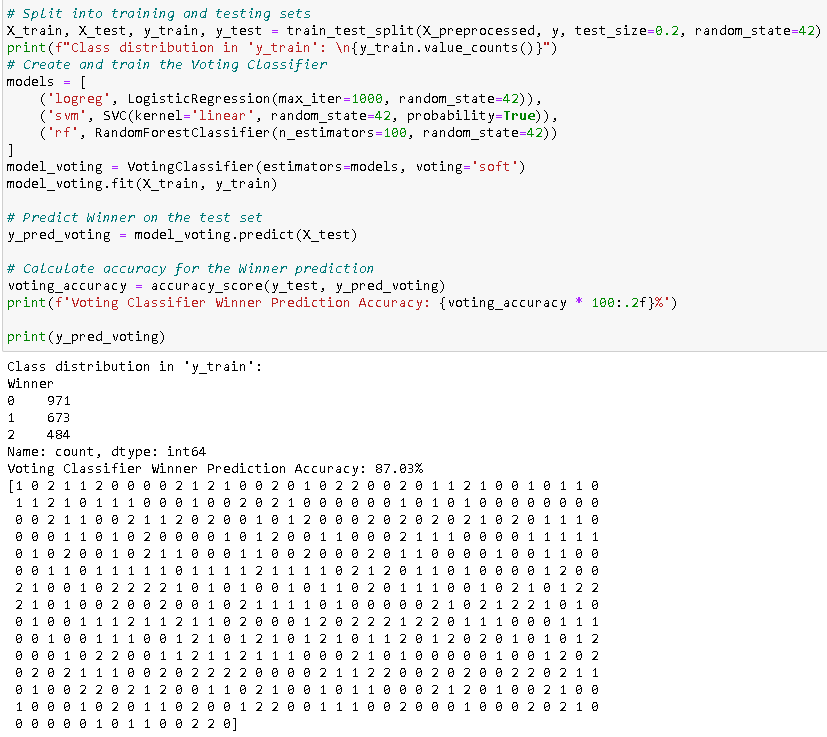 # Split into training and testing sets
X_train, X_test, y_train, y_test = train_test_split(X_preprocessed, y, test_size=0.2, random_state=42)
print(f"Class distribution in 'y_train': \n{y_train.value_counts()}")
# Create and train the Voting Classifier
models = [
    ('logreg', LogisticRegression(max_iter=1000, random_state=42)),
    ('svm', SVC(kernel='linear', random_state=42, probability=True)),
    ('rf', RandomForestClassifier(n_estimators=100, random_state=42))
]
model_voting = VotingClassifier(estimators=models, voting='soft')
model_voting.fit(X_train, y_train)

# Predict Winner on the test set
y_pred_voting = model_voting.predict(X_test)

# Calculate accuracy for the Winner prediction
voting_accuracy = accuracy_score(y_test, y_pred_voting)
print(f'Voting Classifier Winner Prediction Accuracy: {voting_accuracy * 100:.2f}%')

print(y_pred_voting)
Class distribution in 'y_train':
Winner
0    971
1    673
2    484
Name: count, dtype: int64
Voting Classifier Winner Prediction Accuracy: 87.03%
[1 0 2 1 1 2 0 0 0 0 2 1 2 1 0 0 2 0 1 0 2 2 0 0 2 0 1 1 2 1 0 0 1 0 1 1 0
 1 1 2 1 0 1 1 1 0 0 0 1 0 0 2 0 2 1 0 0 0 0 0 0 1 0 1 0 1 0 0 0 0 0 0 0 0
 0 0 2 1 1 0 0 2 1 1 2 0 2 0 0 1 0 1 2 0 0 0 2 0 2 0 2 0 2 1 0 2 0 1 1 1 0
 0 0 0 1 1 0 1 0 2 0 0 0 1 0 1 2 0 0 1 1 0 0 0 2 1 1 1 0 0 0 0 1 1 1 1 1
 0 1 0 2 0 0 1 0 2 1 1 0 0 0 1 1 0 0 2 0 0 0 2 0 1 1 0 0 0 0 1 0 0 1 1 0 0
 0 0 1 1 0 1 1 1 1 1 0 1 1 1 1 2 1 1 1 1 0 2 1 2 0 1 1 0 1 0 0 0 0 1 2 0 0
 2 1 0 0 1 0 2 2 2 2 1 0 1 0 1 0 0 1 0 1 1 0 2 0 1 1 1 0 0 1 0 2 1 0 1 2 2
 2 1 0 1 0 0 2 0 0 2 0 0 1 0 2 1 1 1 1 0 1 0 0 0 0 0 2 1 0 2 1 2 2 1 0 1 0
 0 1 0 0 1 1 1 2 1 1 2 1 1 0 2 0 0 0 1 2 0 2 2 2 1 2 2 0 1 1 1 0 0 0 1 1 1
 0 0 1 0 0 1 1 1 0 0 1 2 1 0 1 2 1 0 1 2 1 0 1 1 2 0 1 2 0 2 0 1 0 1 0 1 2
 0 0 0 1 0 2 2 0 0 1 1 2 1 1 2 1 1 1 0 0 0 2 1 0 1 0 0 0 0 0 1 0 0 1 2 0 2
 0 2 0 2 1 1 1 0 0 2 0 2 2 2 2 0 0 0 0 2 1 1 2 2 0 0 2 0 2 0 0 2 2 0 2 1 1
 0 1 0 0 2 2 0 2 1 2 0 0 1 1 0 2 1 0 0 1 0 1 1 0 0 0 2 1 2 0 1 0 0 2 1 0 0
 1 0 0 0 1 0 2 0 1 1 0 2 0 0 1 2 2 0 0 1 1 1 0 0 2 0 0 0 1 0 0 0 2 0 2 1 0
 0 0 0 0 0 1 0 1 1 0 0 2 2 0]